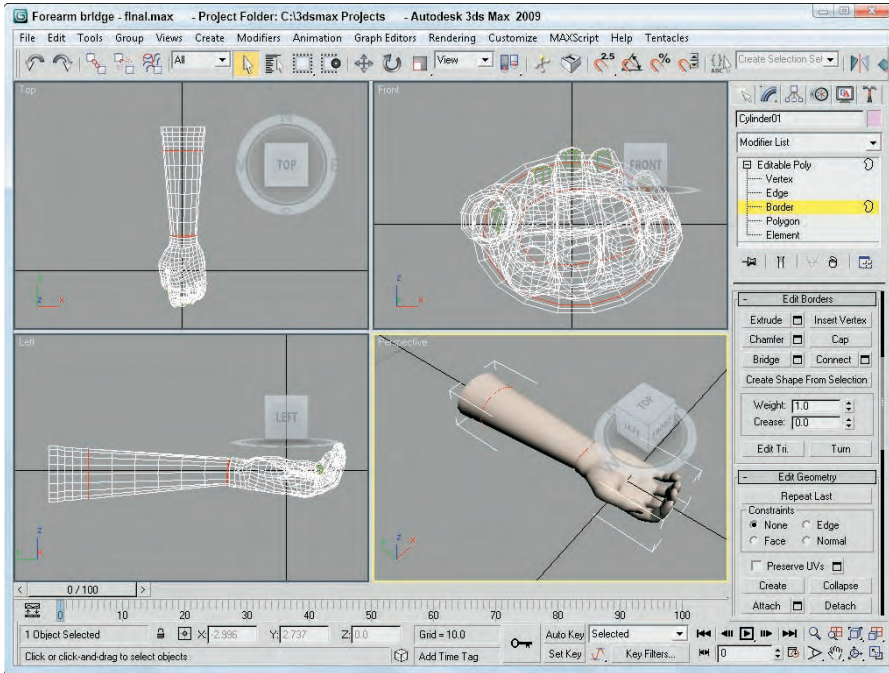 Forearm bridge - final.max - Project Folder: C:\3dsmax Projects - Autodesk 3ds Max 2009
File Edit Tools Group Views Create Modifiers Animation Graph Editors Rendering Customize MAXScript Help Tentacles
All View 2.5 ABC Create Selection Set
Top
TOP
Front
FRONT
Left
LEFT
Perspective
TOP
LEFT
FRONT
z x
z x
z
z x
W
Cylinder01
Modifier List
Editable Poly
Vertex
Edge
Border
Polygon
Element
- Edit Borders
Extrude Insert Vertex
Chamfer Cap
Bridge Connect
Create Shape From Selection
Weight: 1.0
Crease: 0.0
Edit Tri. Turn
- Edit Geometry
Repeat Last
Constraints
None Edge
Face Normal
Preserve UVs
Create Collapse
Attach Detach
< 0 / 100 >
0 10 20 30 40 50 60 70 80 90 100
1 Object Selected X: -2.996 Y: 2.737 Z: 0.0 Grid = 10.0 Auto Key Selected
Click or click-and-drag to select objects Add Time Tag Set Key Key Filters... 0